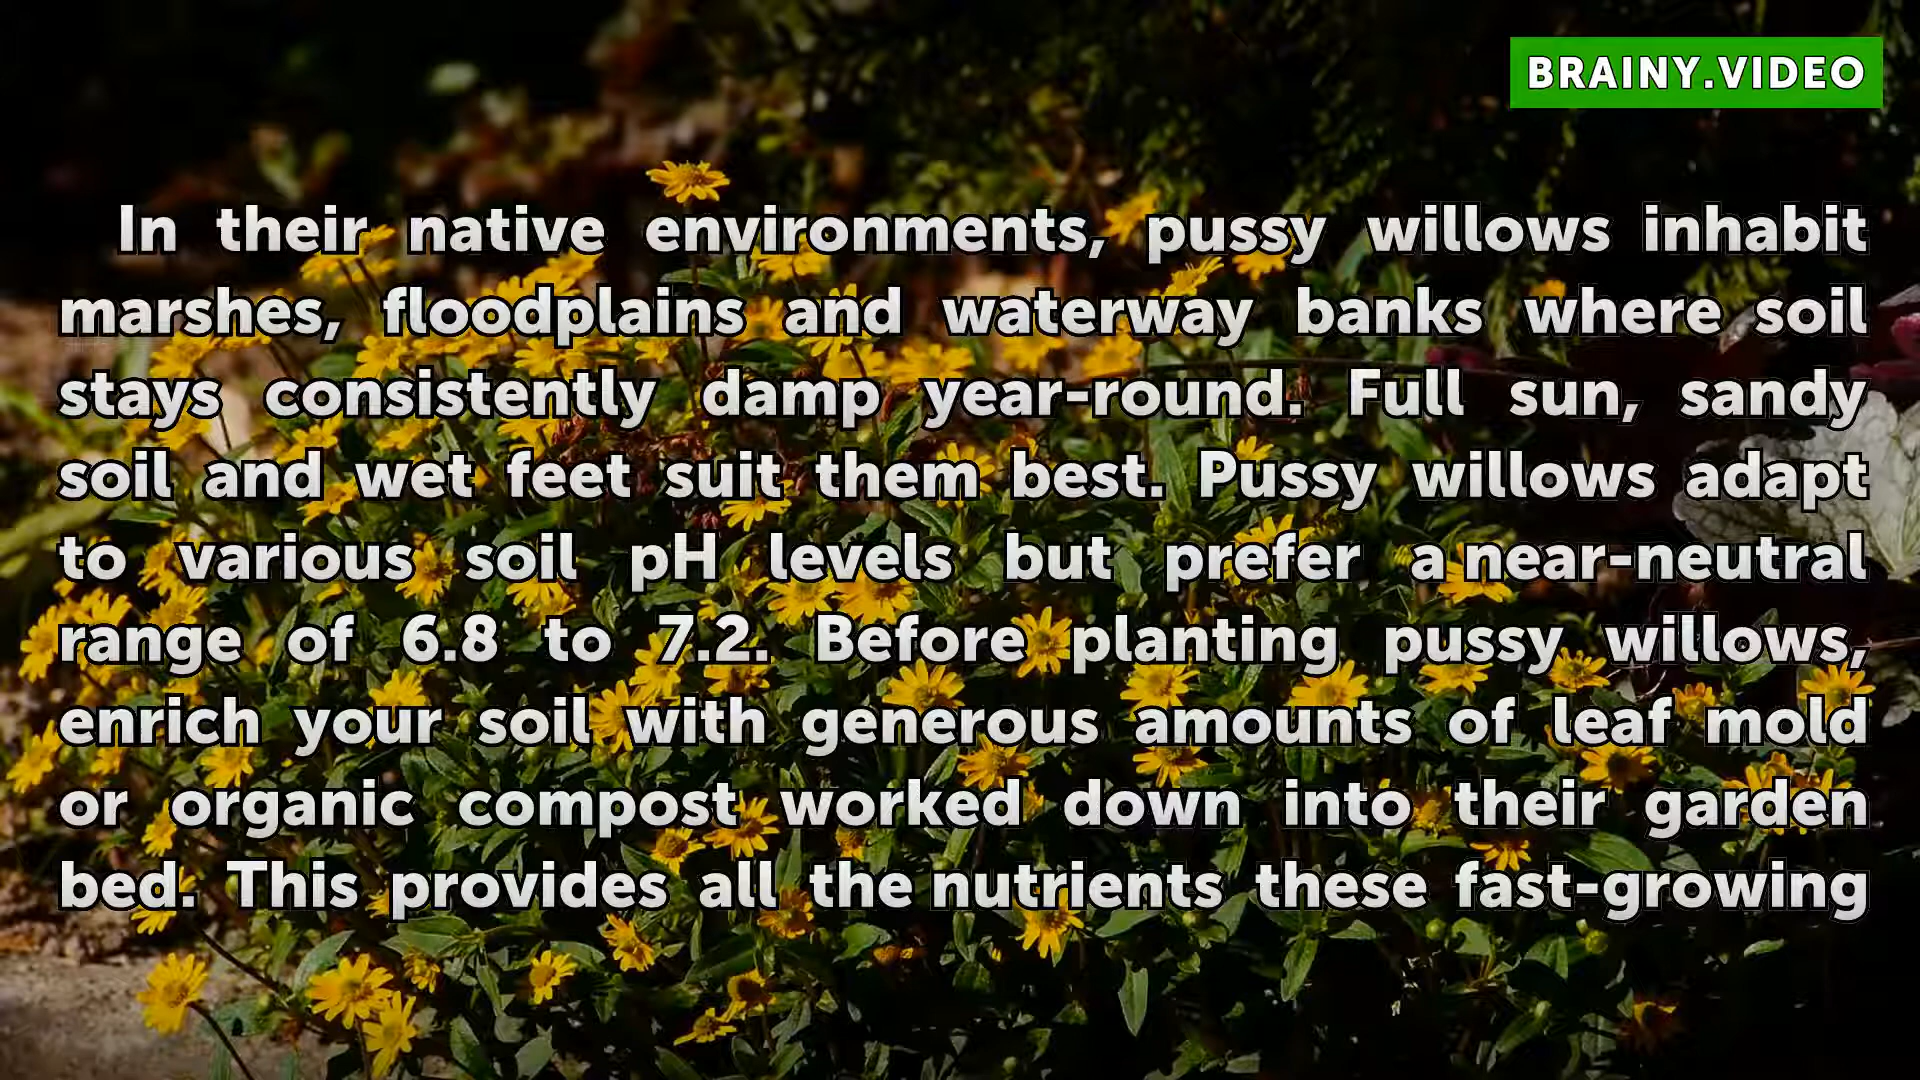 BRAINY.VIDEO
In their native environments, pussy willows inhabit
marshes, floodplains and waterway banks where soil
stays consistently damp year-round. Full sun, sandy
soil and wet feet suit them best. Pussy willows adapt
to various soil pH levels but prefer a near-neutral
range of 6.8 to 7.2. Before planting pussy willows,
enrich your soil with generous amounts of leaf mold
or organic compost worked down into their garden
bed. This provides all the nutrients these fast-growing